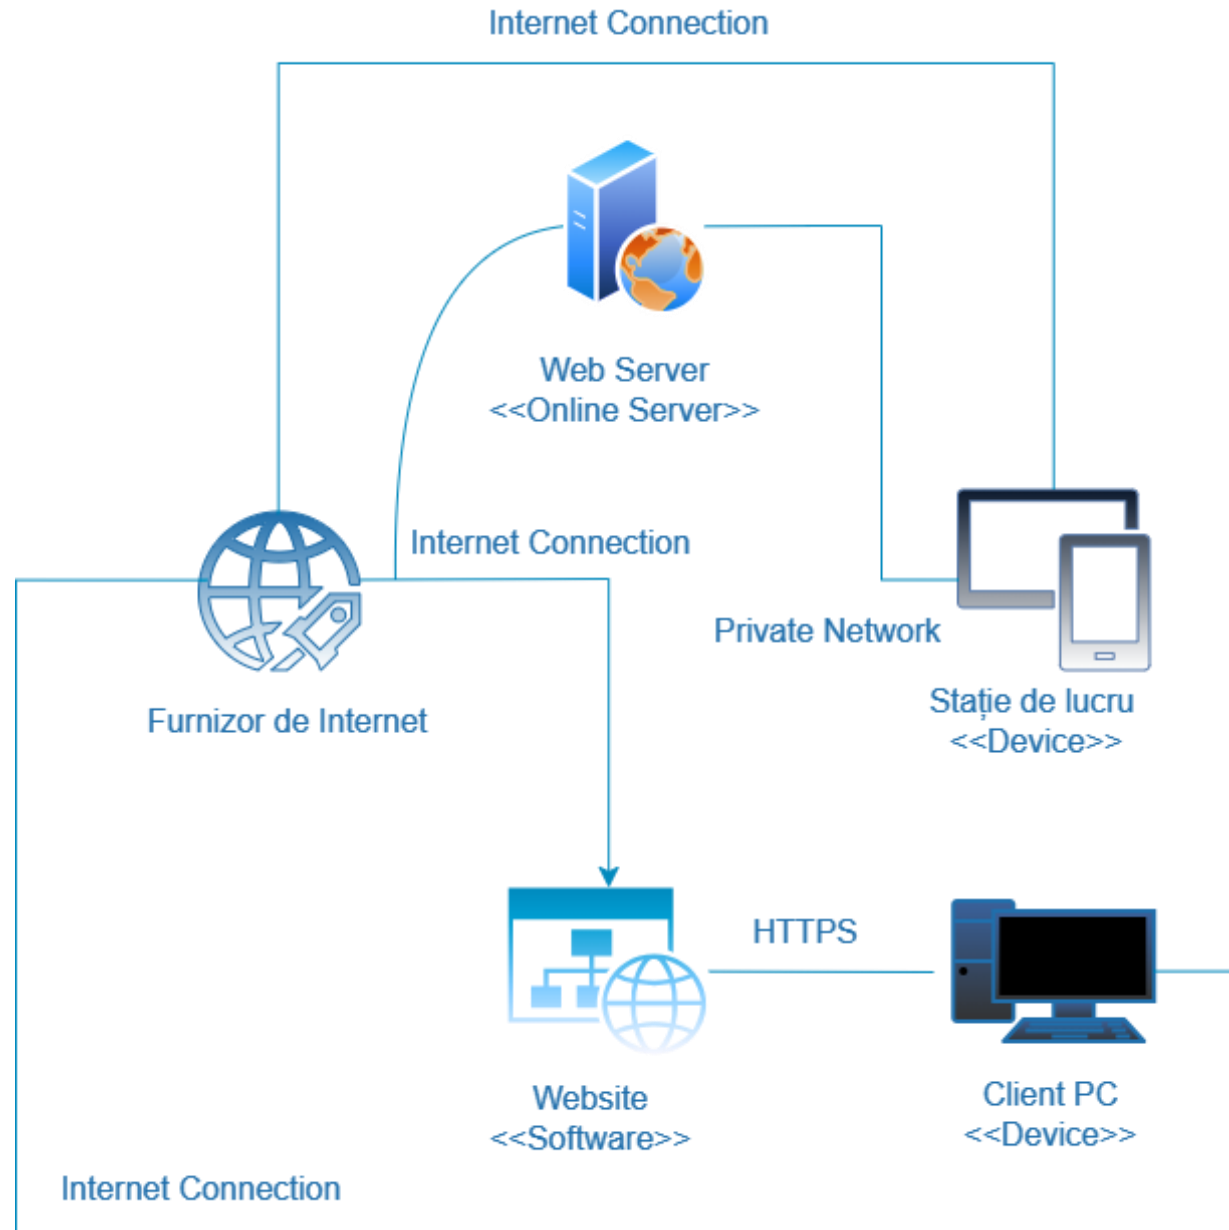 Internet Connection
Web Server
<<Online Server>>
Internet Connection
Private Network
Furnizor de Internet
Stație de lucru
<<Device>>
HTTPS
Website
<<Software>>
Client PC
<<Device>>
Internet Connection